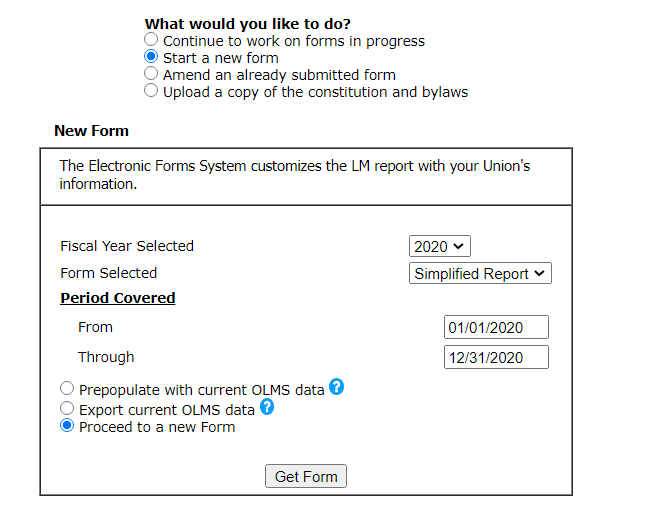 What would you like to do?
Continue to work on forms in progress
Start a new form
Amend an already submitted form
Upload a copy of the constitution and bylaws
New Form
The Electronic Forms System customizes the LM report with your Union's
information.
Fiscal Year Selected 2020
Form Selected Simplified Report
Period Covered
From 01/01/2020
Through 12/31/2020
Prepopulate with current OLMS data ?
Export current OLMS data ?
Proceed to a new Form
Get Form